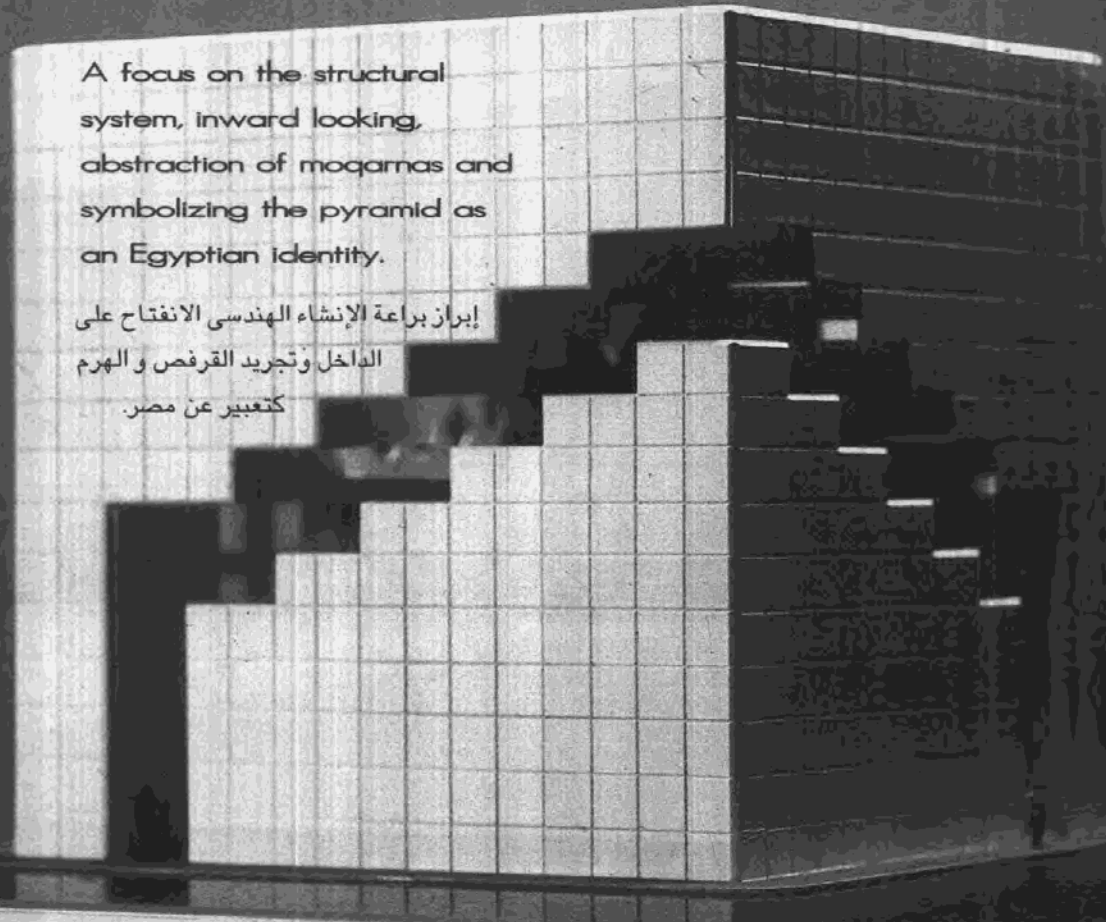 A focus on the structural
system, inward looking,
abstraction of moqarnas and
symbolizing the pyramid as
an Egyptian identity.
إبراز براعة الإنشاء الهندسى الانفتاح على
الداخل وتجريد القرفص و الهرم
كتعبير عن مصر.